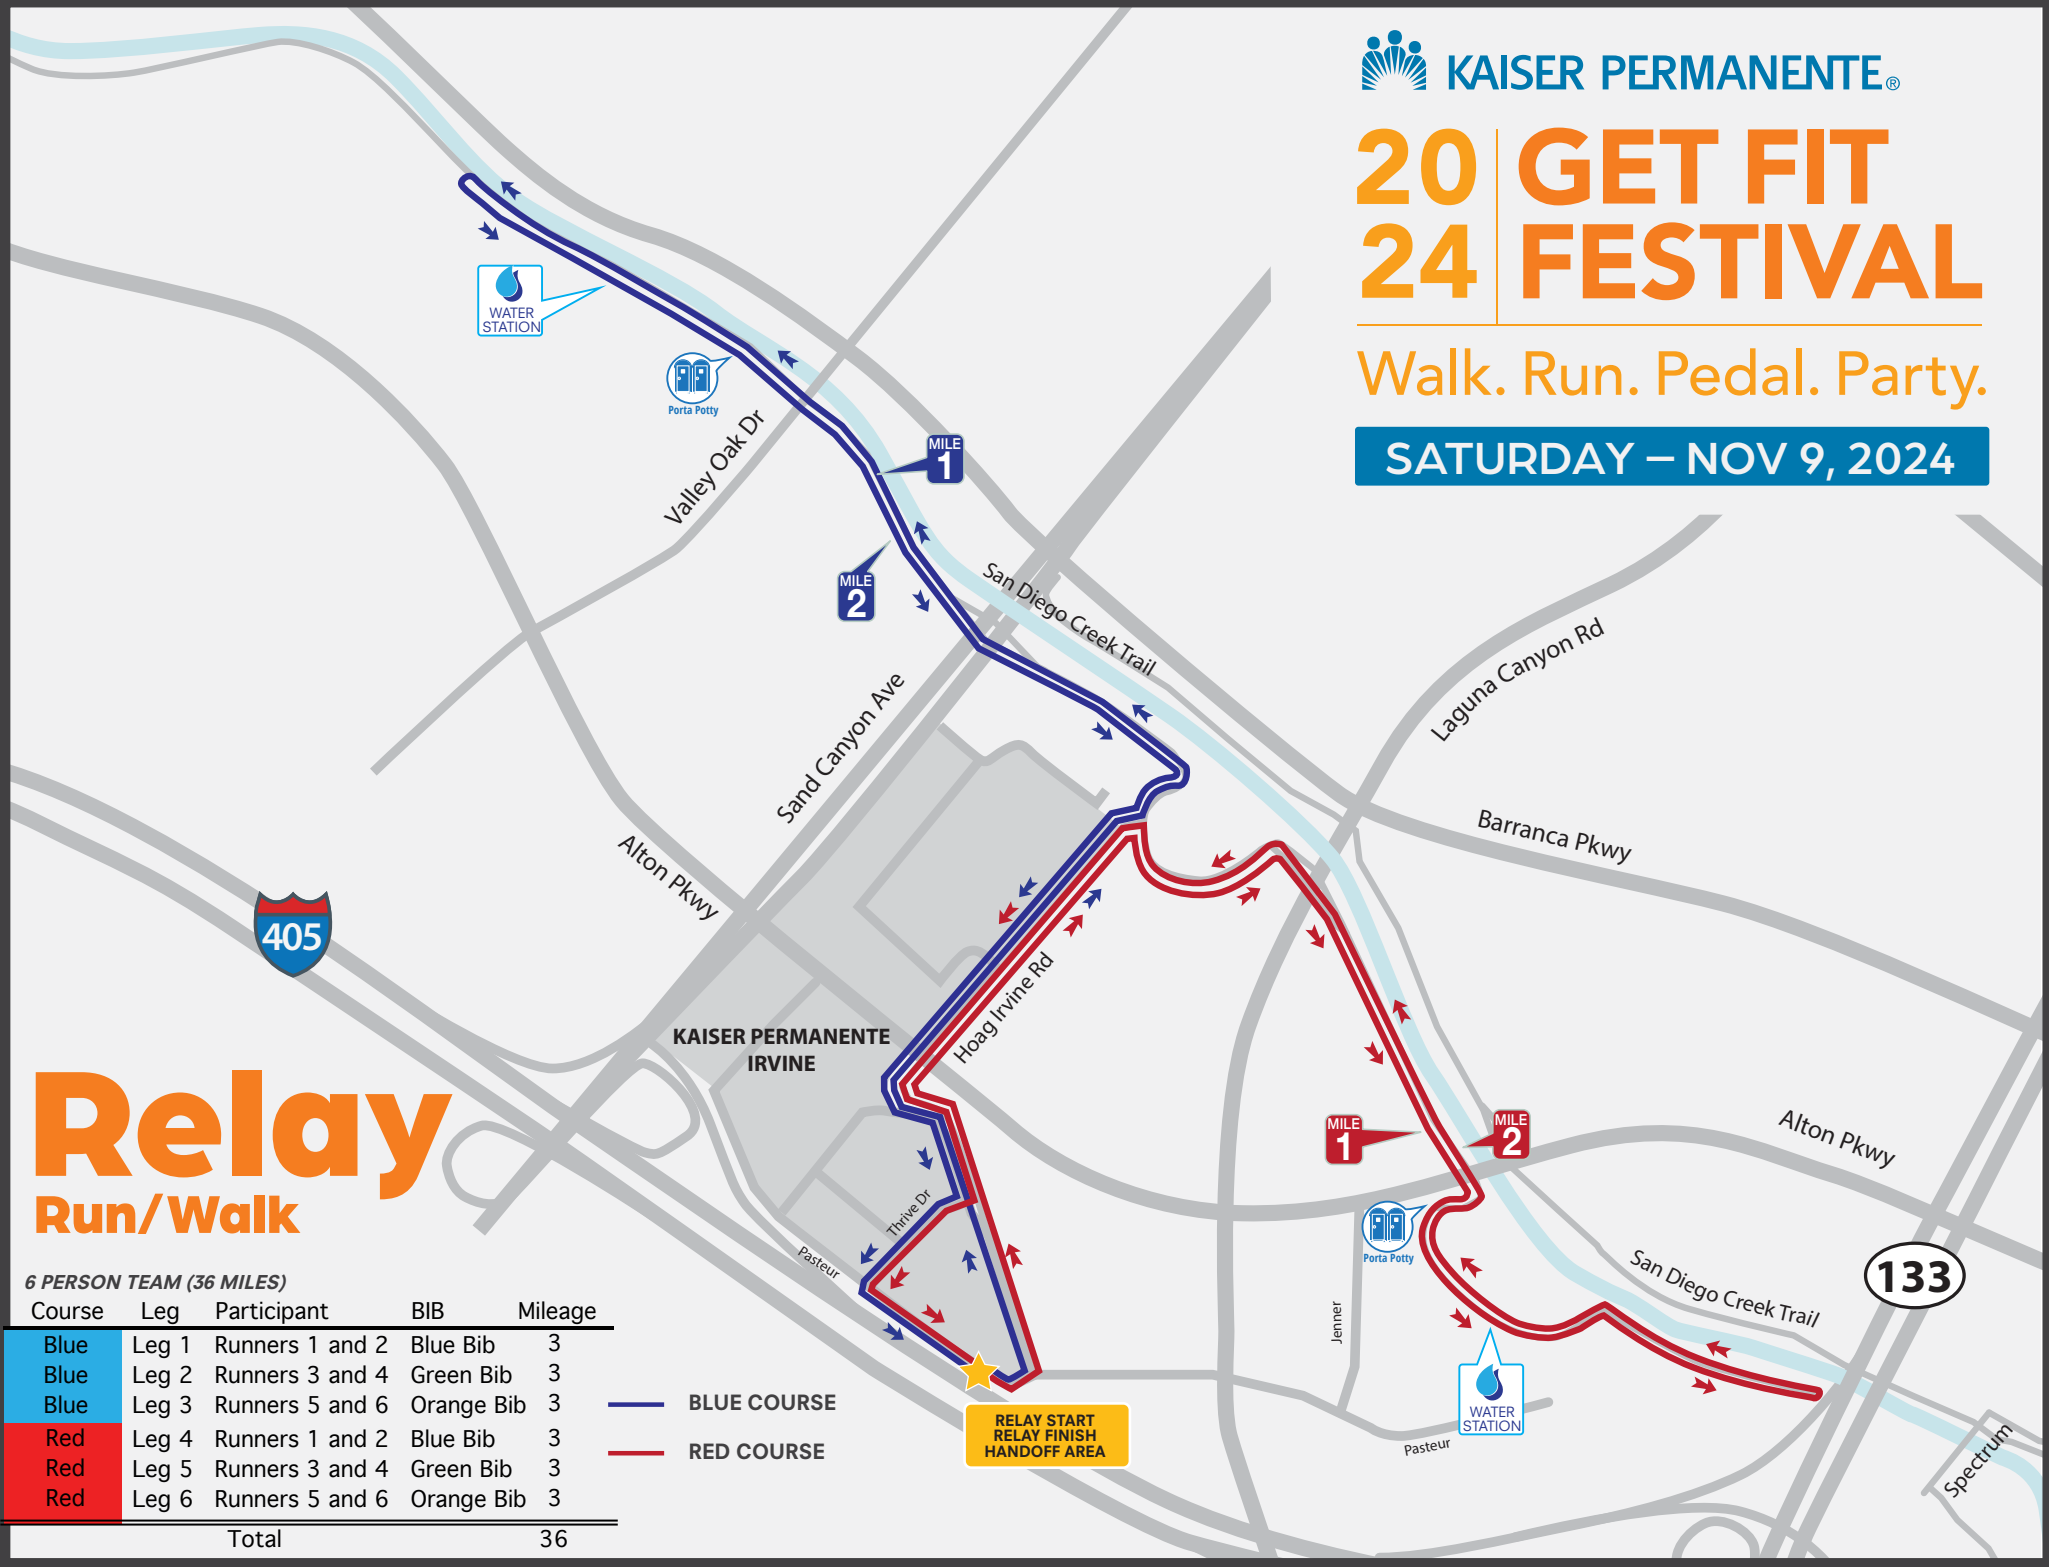 KAISER PERMANENTE®
20
24
GET FIT
FESTIVAL
Walk. Run. Pedal. Party.
SATURDAY – NOV 9, 2024
WATER
STATION
Porta Potty
Valley Oak Dr
MILE
1
MILE
2
San Diego Creek Trail
Laguna Canyon Rd
Sand Canyon Ave
Barranca Pkwy
Alton Pkwy
405
Hoag Irvine Rd
KAISER PERMANENTE
IRVINE
MILE
1
MILE
2
Alton Pkwy
Thrive Dr
Pasteur
Porta Potty
San Diego Creek Trail
133
Jenner
WATER
STATION
Pasteur
Spectrum
RELAY START
RELAY FINISH
HANDOFF AREA
BLUE COURSE
RED COURSE
Relay
Run/Walk
6 PERSON TEAM (36 MILES)
Course Leg Participant BIB Mileage
Blue Leg 1 Runners 1 and 2 Blue Bib 3
Blue Leg 2 Runners 3 and 4 Green Bib 3
Blue Leg 3 Runners 5 and 6 Orange Bib 3
Red Leg 4 Runners 1 and 2 Blue Bib 3
Red Leg 5 Runners 3 and 4 Green Bib 3
Red Leg 6 Runners 5 and 6 Orange Bib 3
Total 36